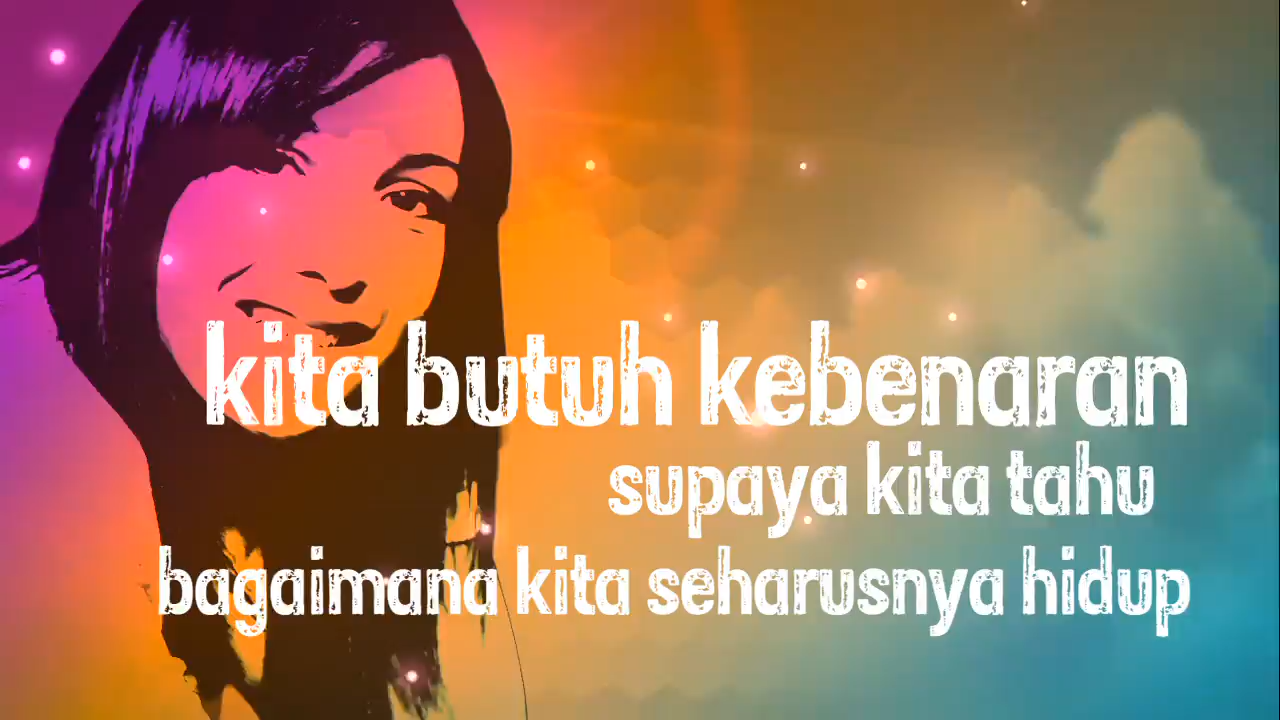 kita butuh kebenaran
supaya kita tahu
bagaimana kita seharusnya hidup